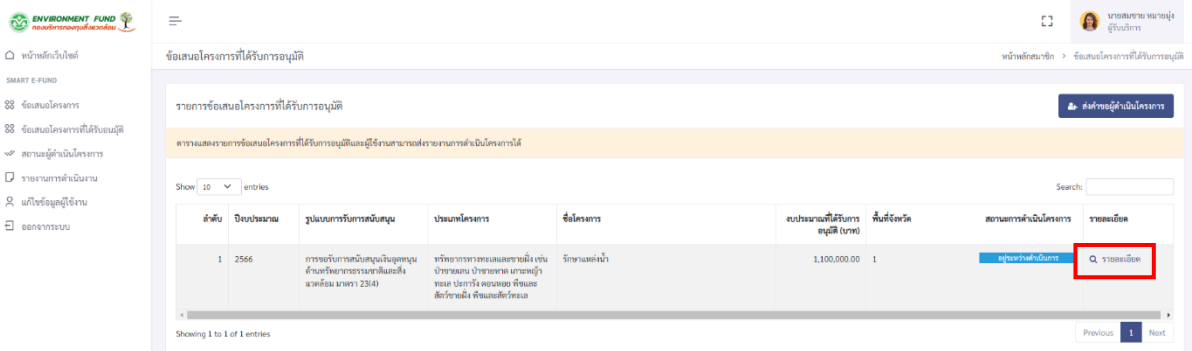 ENVIRONMENT FUND
กองบริหารกองทุนสิ่งแวดล้อม
นายสมชาย หมายมุ่ง
ผู้รับบริการ
หน้าหลักเว็บไซต์
ข้อเสนอโครงการที่ได้รับการอนุมัติ
หน้าหลักสมาชิก > ข้อเสนอโครงการที่ได้รับการอนุมัติ
SMART E-FUND
ข้อเสนอโครงการ
ข้อเสนอโครงการที่ได้รับอนุมัติ
สถานะผู้ดำเนินโครงการ
รายงานการดำเนินงาน
แก้ไขข้อมูลผู้ใช้งาน
ออกจากระบบ
รายการข้อเสนอโครงการที่ได้รับการอนุมัติ
ส่งคำขอผู้ดำเนินโครงการ
ตารางแสดงรายการข้อเสนอโครงการที่ได้รับการอนุมัติและผู้ใช้งานสามารถส่งรายงานการดำเนินโครงการได้
Show 10 entries
Search:
ลำดับ ปีงบประมาณ รูปแบบการรับการสนับสนุน ประเภทโครงการ ชื่อโครงการ งบประมาณที่ได้รับการ พื้นที่จังหวัด สถานะการดำเนินโครงการ รายละเอียด
อนุมัติ (บาท)
1 2566 การขอรับการสนับสนุนเงินอุดหนุน ทรัพยากรทางทะเลและชายฝั่ง เช่น รักษาแหล่งน้ำ 1,100,000.00 1 อยู่ระหว่างดำเนินการ รายละเอียด
ด้านทรัพยากรธรรมชาติและสิ่ง ป่าชายเลน ป่าชายหาด เกาะหญ้า
แวดล้อม มาตรา 23(4) ทะเล ปะการัง ดอนหอย พืชและ
สัตว์ชายฝั่ง พืชและสัตว์ทะเล
Showing 1 to 1 of 1 entries
Previous 1 Next